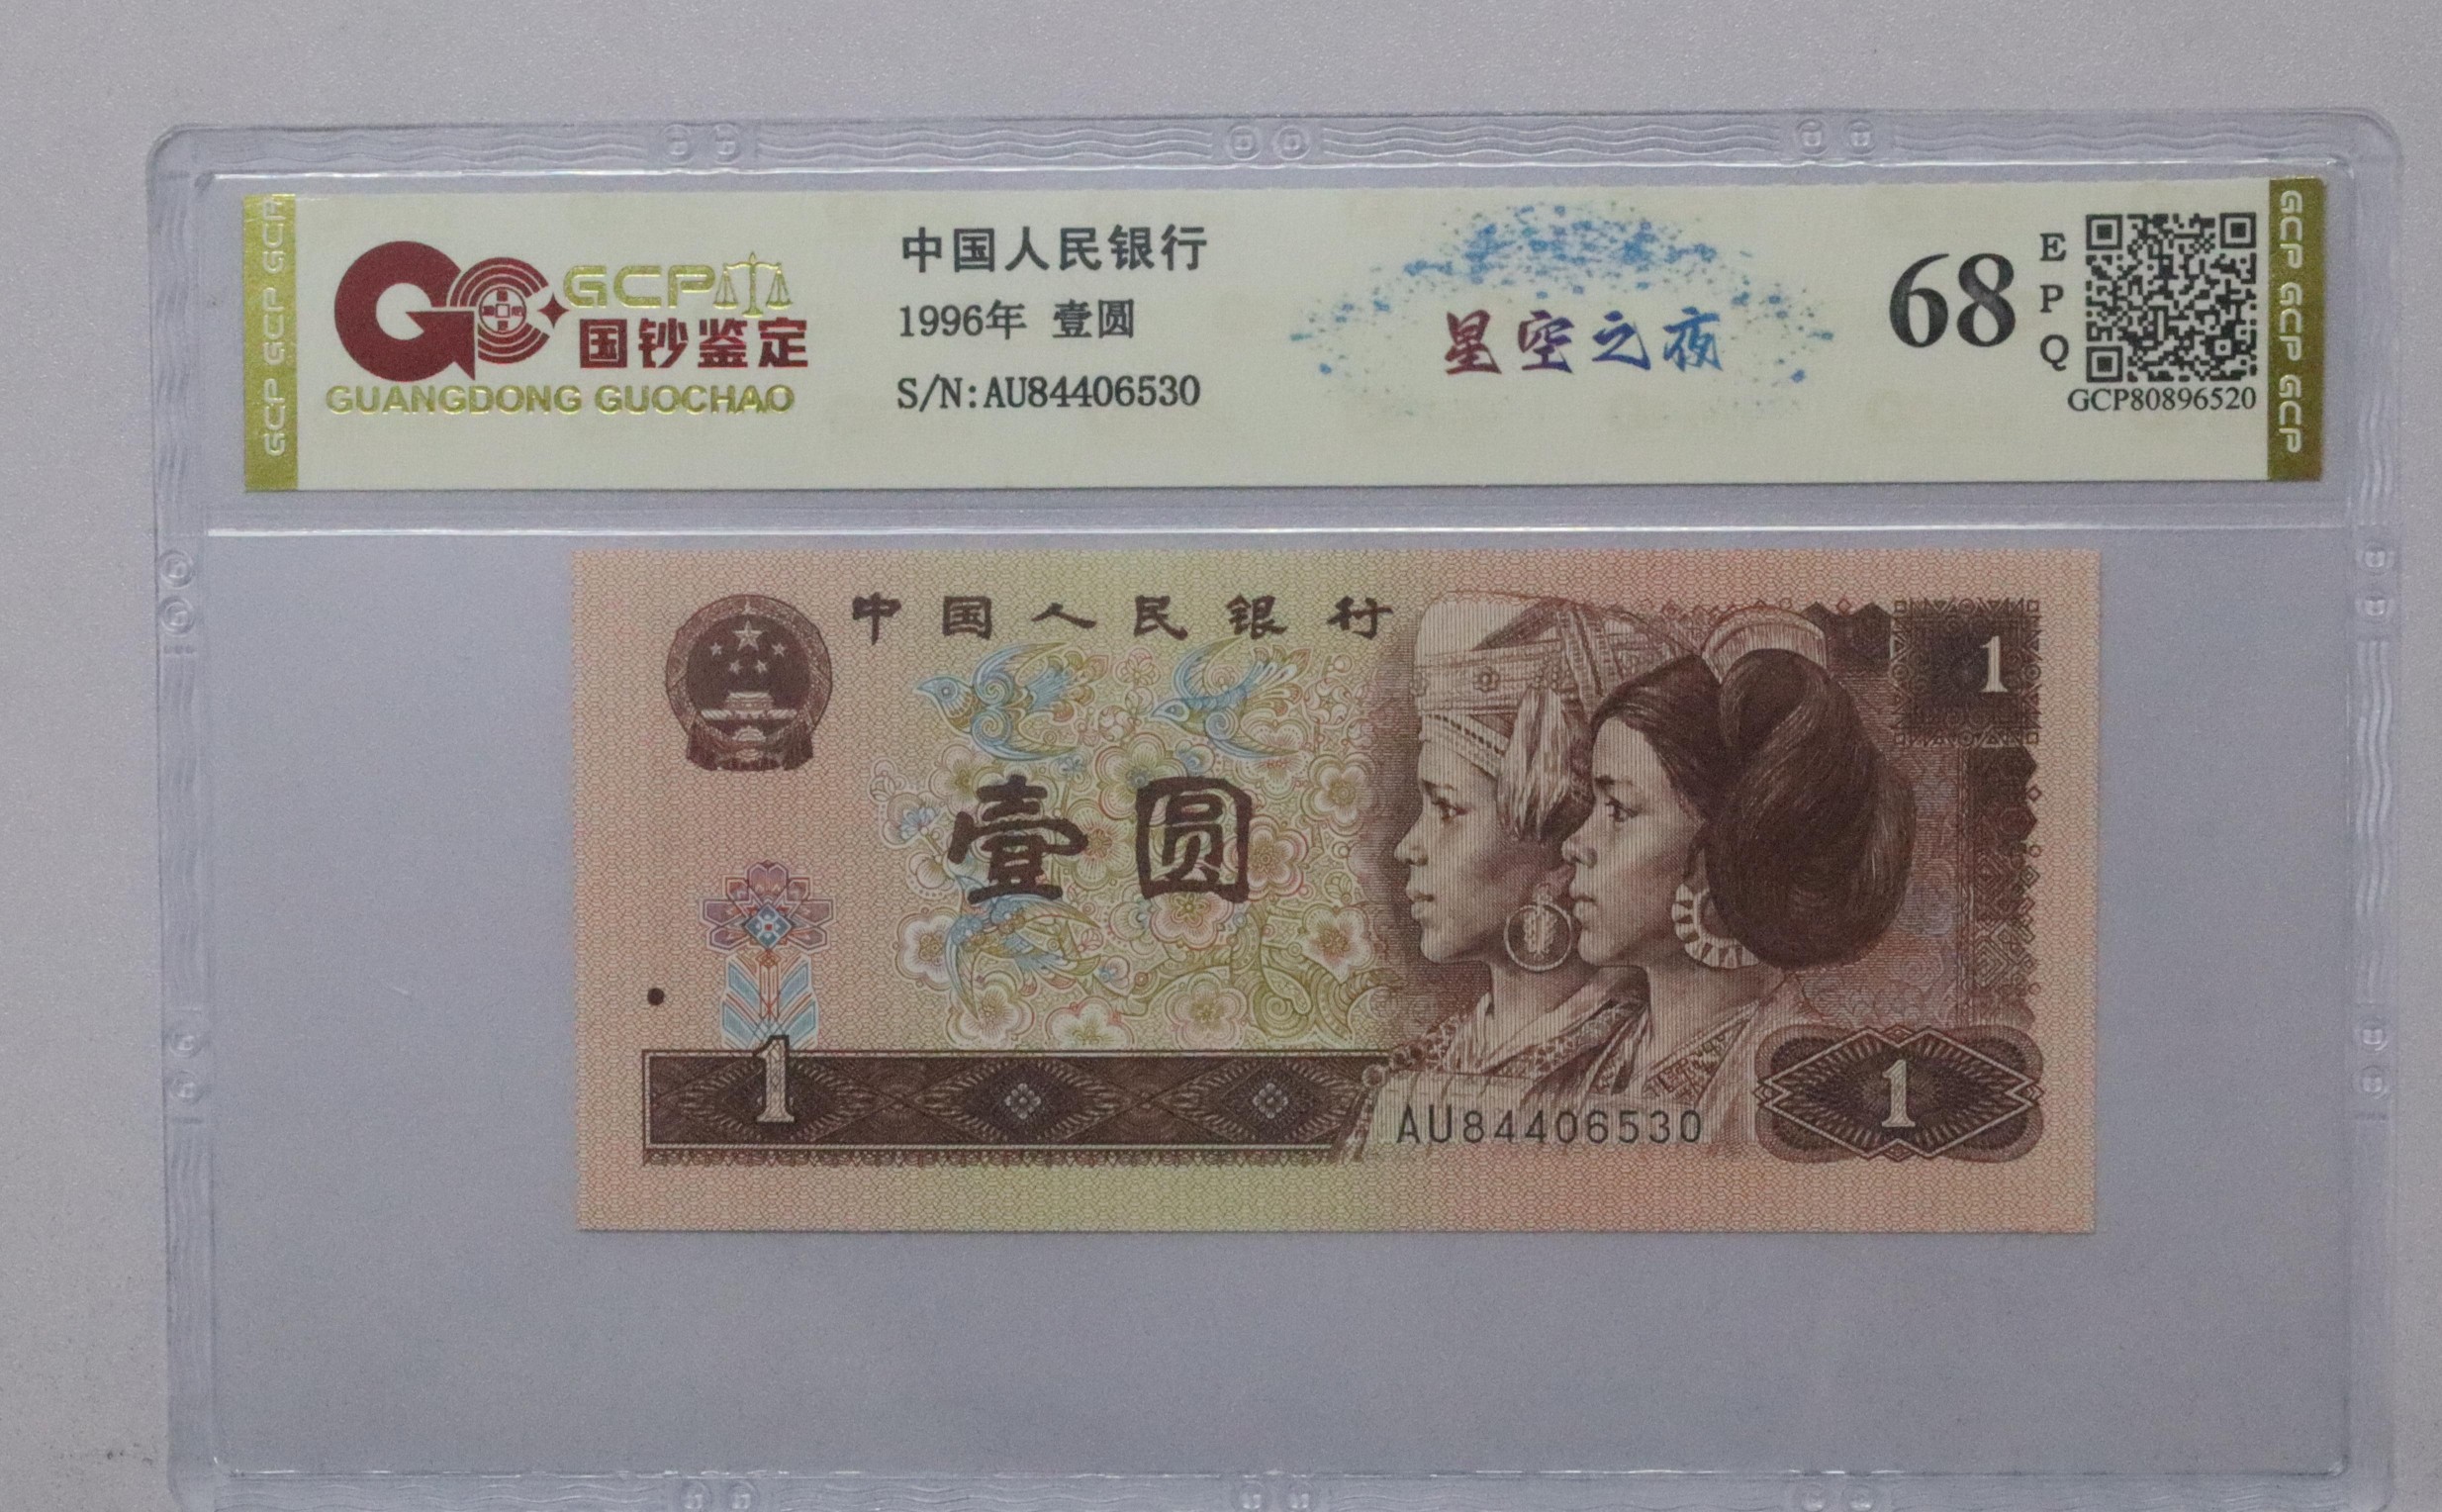 GCP GCP GCP
GCP
国钞鉴定
GUANGDONG GUOCHAO
中国人民银行
1996年 壹圆
S/N:AU84406530
星空之夜
68
E
P
Q
GCP80896520
GCP GCP GCP
中国人民银行
1
壹圆
1
AU84406530
1